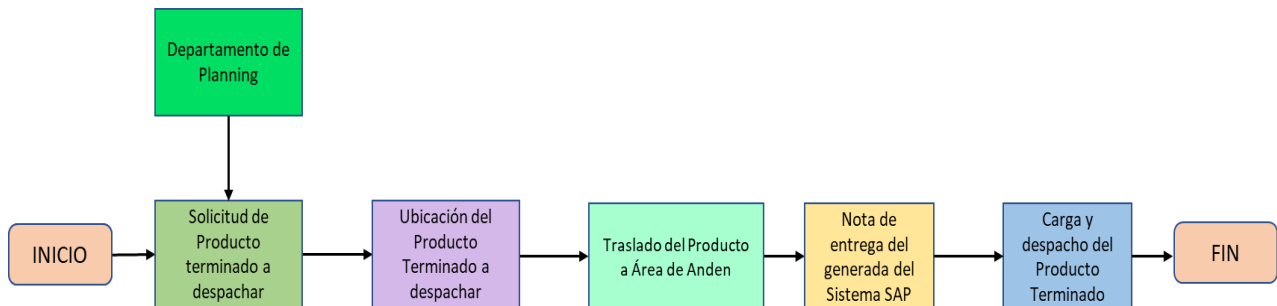 Departamento de
Planning
INICIO
Solicitud de
Producto
terminado a
despachar
Ubicación del
Producto
Terminado a
despachar
Traslado del Producto
a Área de Anden
Nota de
entrega del
generada del
Sistema SAP
Carga y
despacho del
Producto
Terminado
FIN